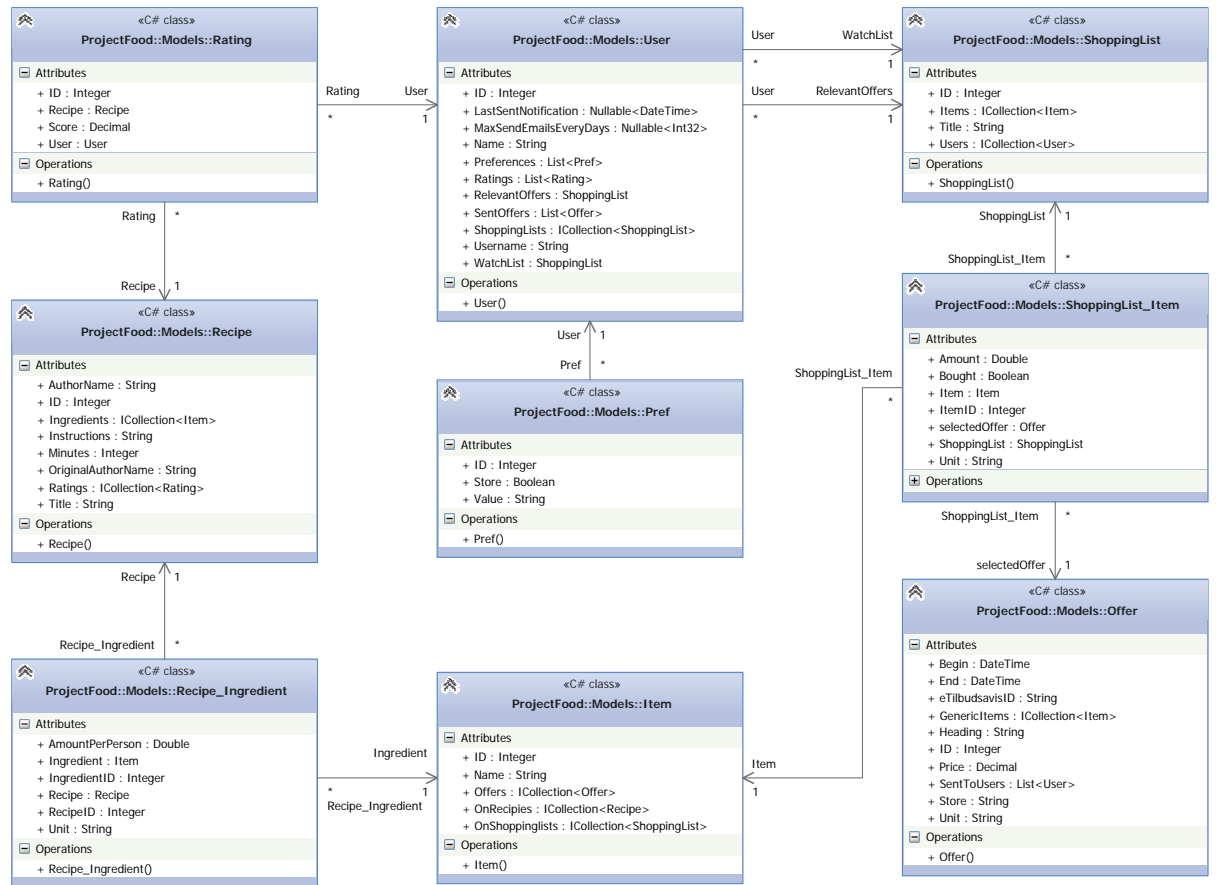 «C# class»
ProjectFood::Models::Rating
Attributes
+ ID : Integer
+ Recipe : Recipe
+ Score : Decimal
+ User : User
Operations
+ Rating()
Rating
User
*
1
«C# class»
ProjectFood::Models::User
Attributes
+ ID : Integer
+ LastSentNotification : Nullable<DateTime>
+ MaxSendEmailsEveryDays : Nullable<Int32>
+ Name : String
+ Preferences : List<Pref>
+ Ratings : List<Rating>
+ RelevantOffers : ShoppingList
+ SentOffers : List<Offer>
+ ShoppingLists : ICollection<ShoppingList>
+ Username : String
+ WatchList : ShoppingList
Operations
+ User()
User
WatchList
*
1
User
RelevantOffers
*
1
«C# class»
ProjectFood::Models::ShoppingList
Attributes
+ ID : Integer
+ Items : ICollection<Item>
+ Title : String
+ Users : ICollection<User>
Operations
+ ShoppingList()
Rating
*
Recipe
1
ShoppingList
1
ShoppingList_Item
*
«C# class»
ProjectFood::Models::Recipe
Attributes
+ AuthorName : String
+ ID : Integer
+ Ingredients : ICollection<Item>
+ Instructions : String
+ Minutes : Integer
+ OriginalAuthorName : String
+ Ratings : ICollection<Rating>
+ Title : String
Operations
+ Recipe()
User
1
Pref
*
«C# class»
ProjectFood::Models::Pref
Attributes
+ ID : Integer
+ Store : Boolean
+ Value : String
Operations
+ Pref()
«C# class»
ProjectFood::Models::ShoppingList_Item
Attributes
+ Amount : Double
+ Bought : Boolean
+ Item : Item
+ ItemID : Integer
+ selectedOffer : Offer
+ ShoppingList : ShoppingList
+ Unit : String
Operations
ShoppingList_Item
*
ShoppingList_Item
*
selectedOffer
1
Recipe
1
Recipe_Ingredient
*
«C# class»
ProjectFood::Models::Recipe_Ingredient
Attributes
+ AmountPerPerson : Double
+ Ingredient : Item
+ IngredientID : Integer
+ Recipe : Recipe
+ RecipeID : Integer
+ Unit : String
Operations
+ Recipe_Ingredient()
Ingredient
*
1
Recipe_Ingredient
«C# class»
ProjectFood::Models::Item
Attributes
+ ID : Integer
+ Name : String
+ Offers : ICollection<Offer>
+ OnRecipies : ICollection<Recipe>
+ OnShoppinglists : ICollection<ShoppingList>
Operations
+ Item()
Item
1
«C# class»
ProjectFood::Models::Offer
Attributes
+ Begin : DateTime
+ End : DateTime
+ eTilbudsavisID : String
+ GenericItems : ICollection<Item>
+ Heading : String
+ ID : Integer
+ Price : Decimal
+ SentToUsers : List<User>
+ Store : String
+ Unit : String
Operations
+ Offer()